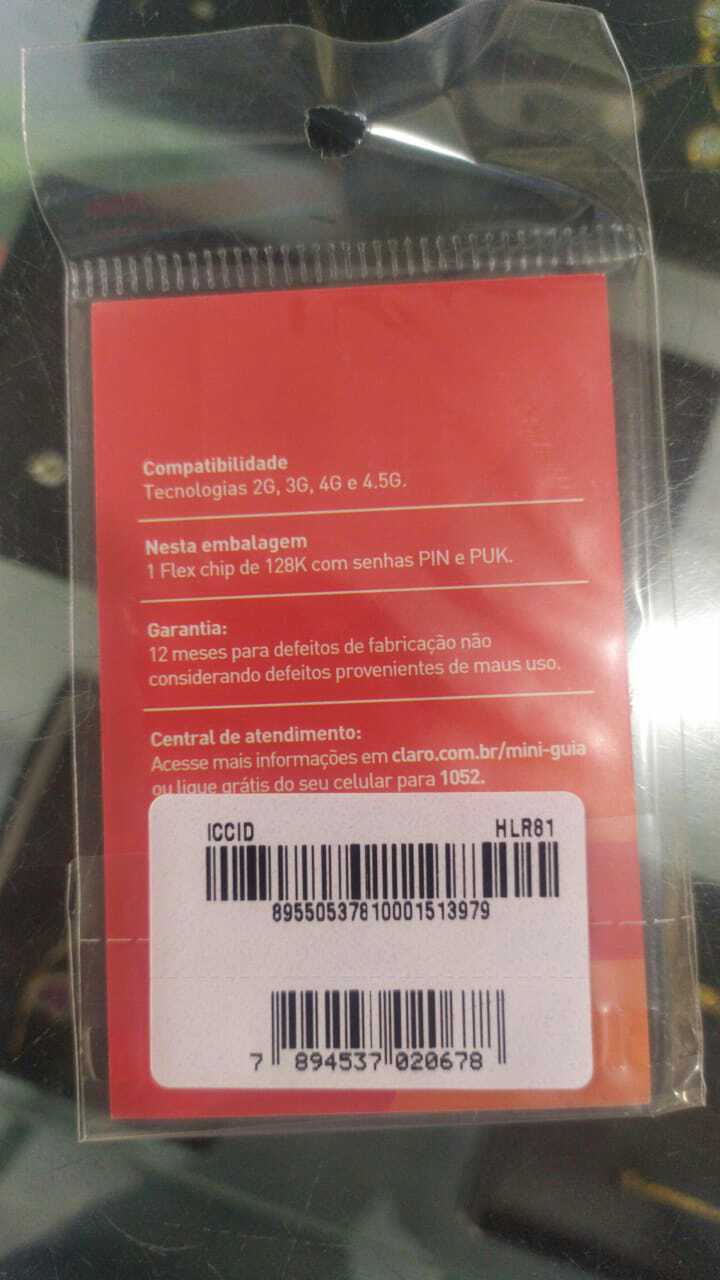 Compatibilidade
Tecnologias 2G, 3G, 4G e 4.5G.
Nesta embalagem
1 Flex chip de 128K com senhas PIN e PUK.
Garantia:
12 meses para defeitos de fabricação não
considerando defeitos provenientes de maus uso.
Central de atendimento:
Acesse mais informações em claro.com.br/mini-guia
ou ligue grátis do seu celular para 1052.
ICCID HLR81
89550537810001513979
7 894537 020678